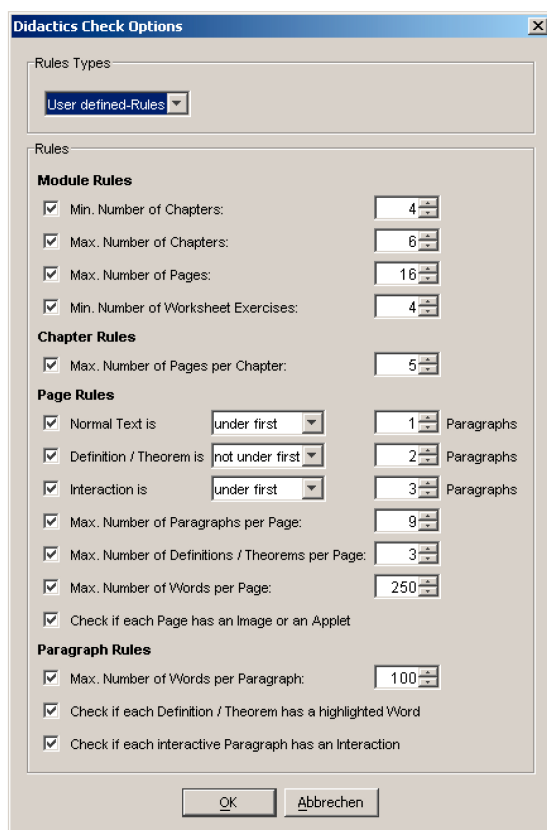 Didactics Check Options
Rules Types
User defined-Rules
Rules
Module Rules
Min. Number of Chapters: 4
Max. Number of Chapters: 6
Max. Number of Pages: 16
Min. Number of Worksheet Exercises: 4
Chapter Rules
Max. Number of Pages per Chapter: 5
Page Rules
Normal Text is under first 1 Paragraphs
Definition / Theorem is not under first 2 Paragraphs
Interaction is under first 3 Paragraphs
Max. Number of Paragraphs per Page: 9
Max. Number of Definitions / Theorems per Page: 3
Max. Number of Words per Page: 250
Check if each Page has an Image or an Applet
Paragraph Rules
Max. Number of Words per Paragraph: 100
Check if each Definition / Theorem has a highlighted Word
Check if each interactive Paragraph has an Interaction
OK Abbrechen